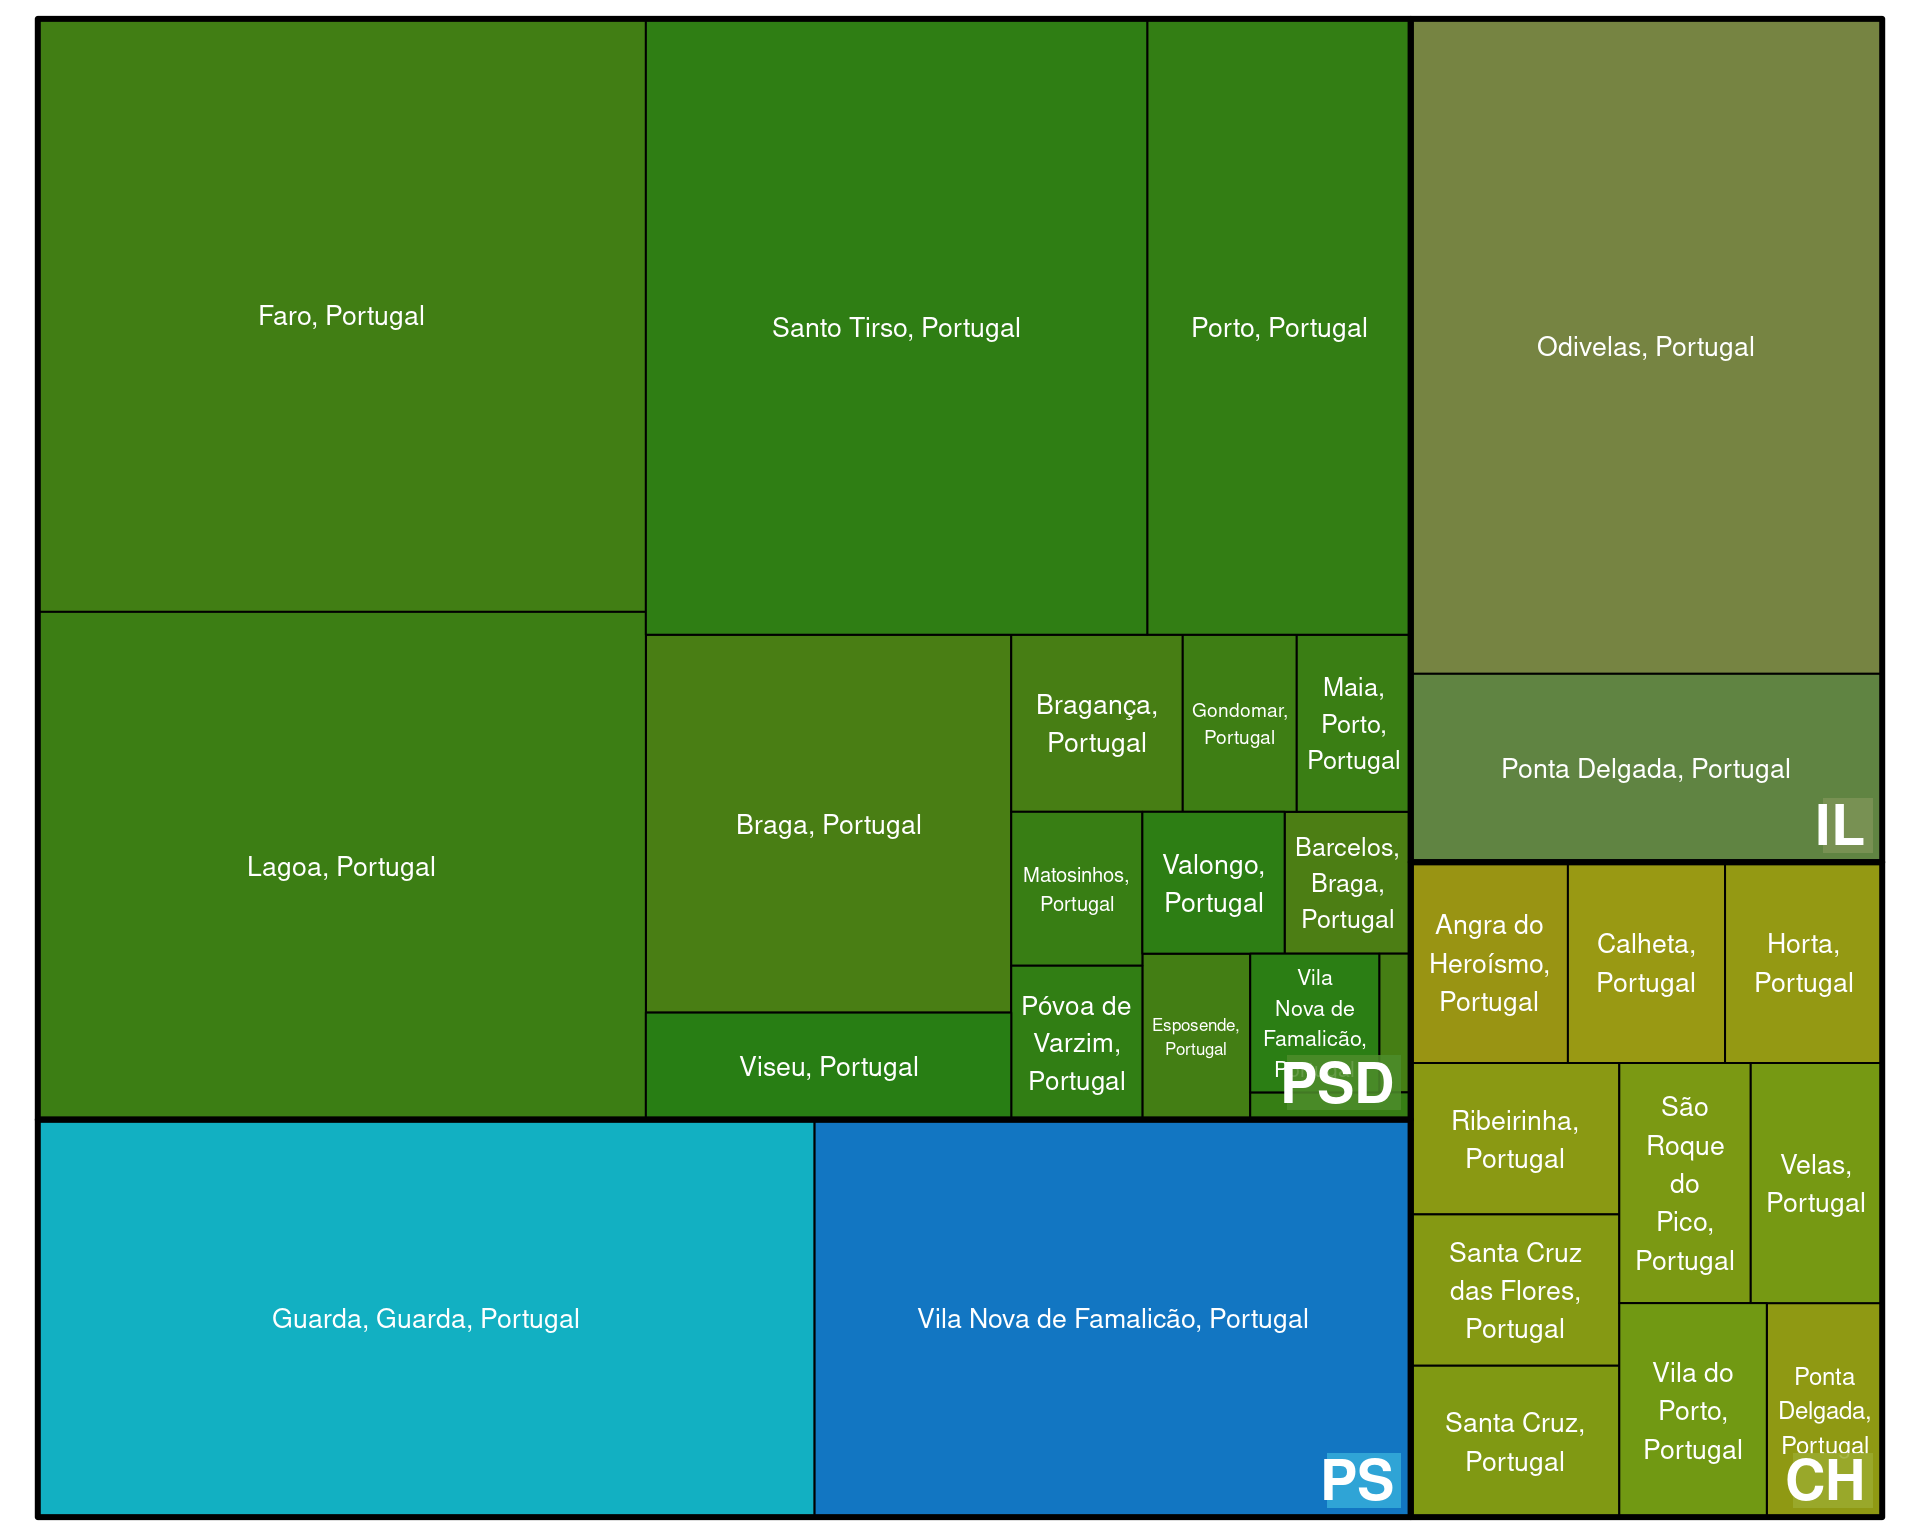 Faro, Portugal
Santo Tirso, Portugal
Porto, Portugal
Odivelas, Portugal
Lagoa, Portugal
Braga, Portugal
Bragança,
Portugal
Gondomar,
Portugal
Maia,
Porto,
Portugal
Ponta Delgada, Portugal
IL
Matosinhos,
Portugal
Valongo,
Portugal
Barcelos,
Braga,
Portugal
Viseu, Portugal
Póvoa de
Varzim,
Portugal
Esposende,
Portugal
Vila
Nova de
Famalicão,
PSD
Angra do
Heroísmo,
Portugal
Calheta,
Portugal
Horta,
Portugal
Ribeirinha,
Portugal
São
Roque
do
Pico,
Portugal
Velas,
Portugal
Santa Cruz
das Flores,
Portugal
Santa Cruz,
Portugal
Vila do
Porto,
Portugal
Ponta
Delgada,
Portugal
CH
Guarda, Guarda, Portugal
Vila Nova de Famalicão, Portugal
PS